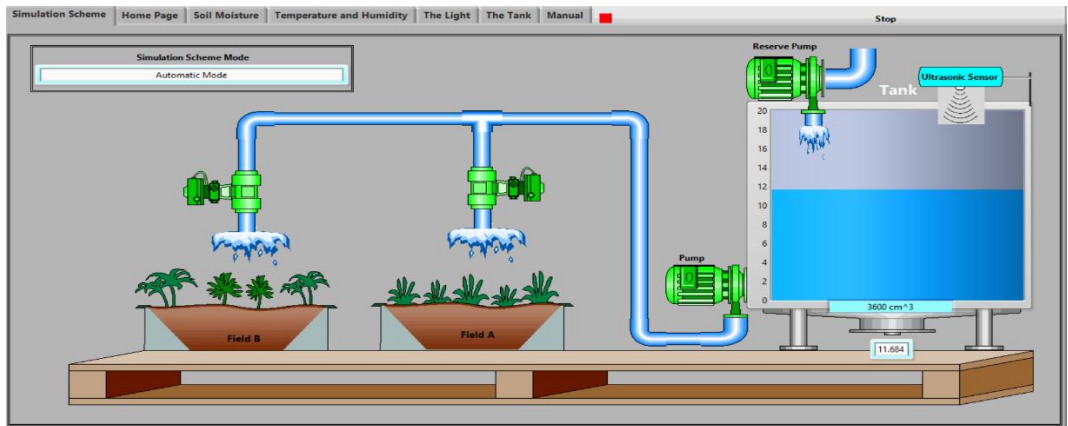 Simulation Scheme Home Page Soil Moisture Temperature and Humidity The Light The Tank Manual
Stop
Simulation Scheme Mode
Automatic Mode
Reserve Pump
Ultrasonic Sensor
Tank
20
18
16
14
12
10
8
6
4
2
0
Pump
3600 cm^3
11.684
Field B
Field A